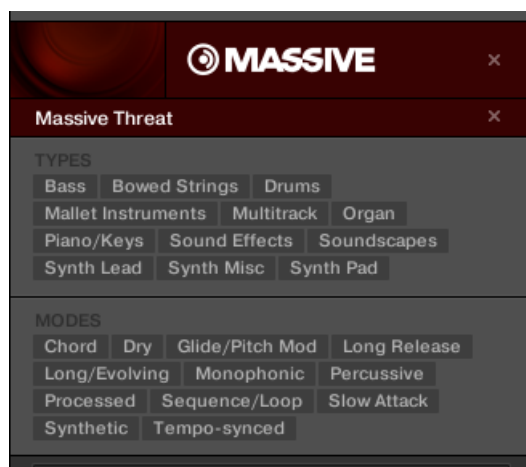 MASSIVE
Massive Threat
TYPES
Bass Bowed Strings Drums
Mallet Instruments Multitrack Organ
Piano/Keys Sound Effects Soundscapes
Synth Lead Synth Misc Synth Pad
MODES
Chord Dry Glide/Pitch Mod Long Release
Long/Evolving Monophonic Percussive
Processed Sequence/Loop Slow Attack
Synthetic Tempo-synced